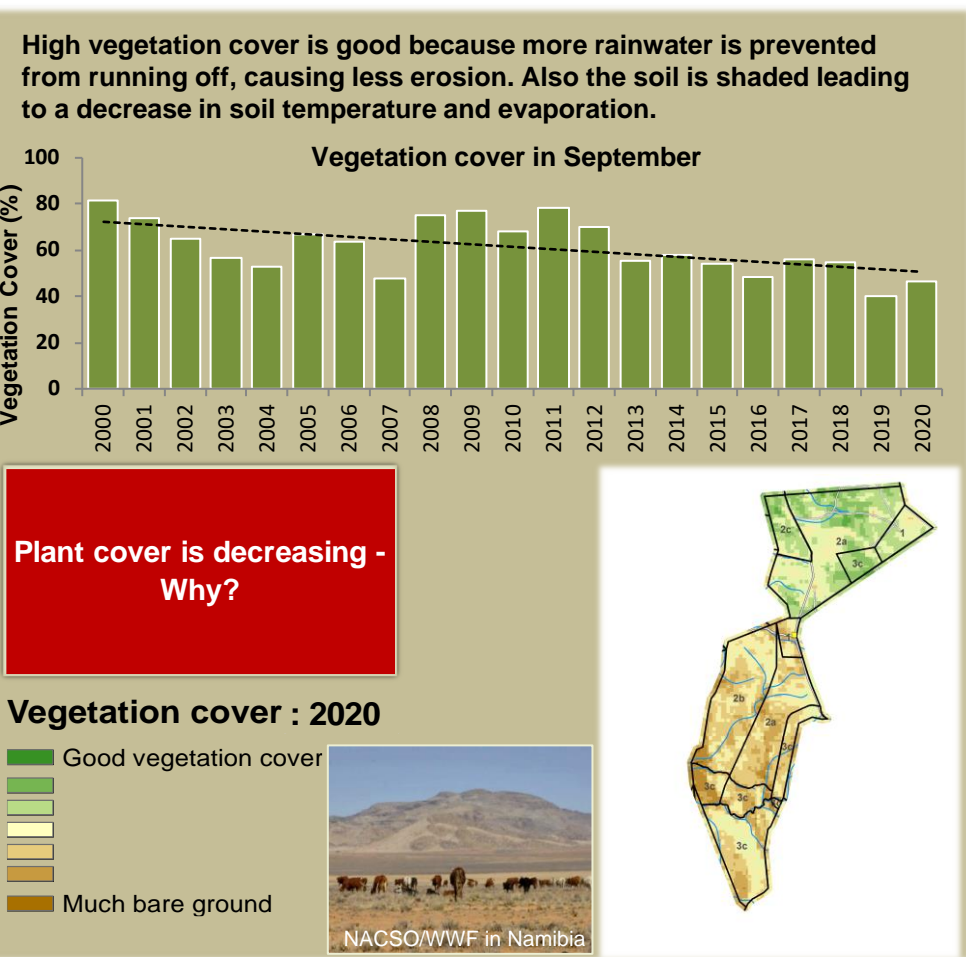 High vegetation cover is good because more rainwater is prevented
from running off, causing less erosion. Also the soil is shaded leading
to a decrease in soil temperature and evaporation.
Vegetation cover in September
Vegetation Cover (%)
100
80
60
40
20
0
2000 2001 2002 2003 2004 2005 2006 2007 2008 2009 2010 2011 2012 2013 2014 2015 2016 2017 2018 2019 2020
Plant cover is decreasing -
Why?
2c
2a
1
3c
1
2b
2a
3c
3c
3c
3c
Vegetation cover : 2020
Good vegetation cover
Much bare ground
NACSO/WWF in Namibia